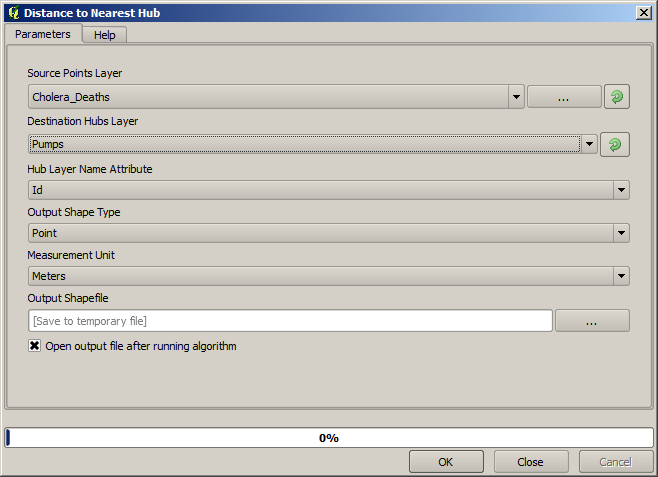 Distance to Nearest Hub
Parameters
Help
Source Points Layer
Cholera_Deaths
...
Destination Hubs Layer
Pumps
Hub Layer Name Attribute
Id
Output Shape Type
Point
Measurement Unit
Meters
Output Shapefile
[Save to temporary file]
...
Open output file after running algorithm
0%
OK
Close
Cancel